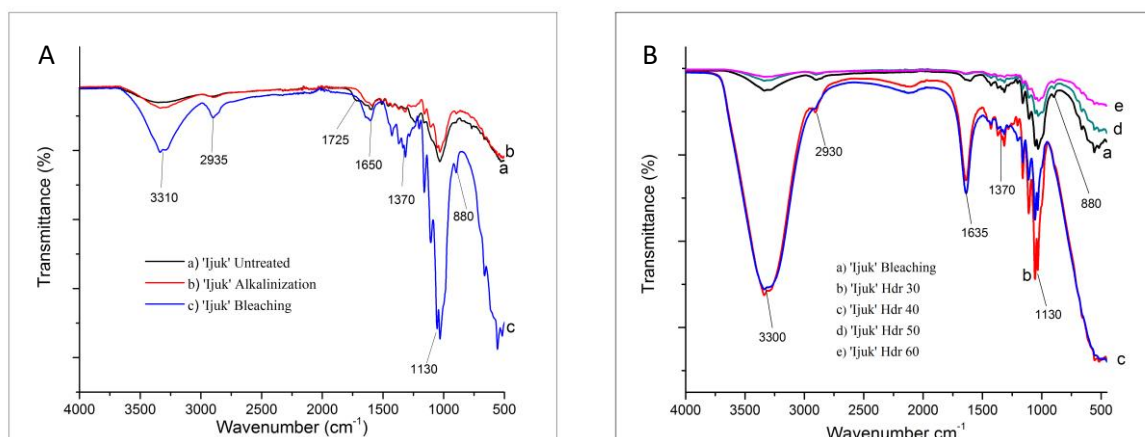 A
Transmittance (%)
1725
b
a
2935
1650
3310
1370
880
a) 'Ijuk' Untreated
b) 'Ijuk' Alkalinization
c) 'Ijuk' Bleaching
c
1130
4000 3500 3000 2500 2000 1500 1000 500
Wavenumber (cm-1)
B
Transmittance (%)
e
d
a
2930
1370
880
1635
a) 'Ijuk' Bleaching
b) 'Ijuk' Hdr 30
c) 'Ijuk' Hdr 40
d) 'Ijuk' Hdr 50
e) 'Ijuk' Hdr 60
b
1130
3300
c
4000 3500 3000 2500 2000 1500 1000 500
Wavenumber cm-1)